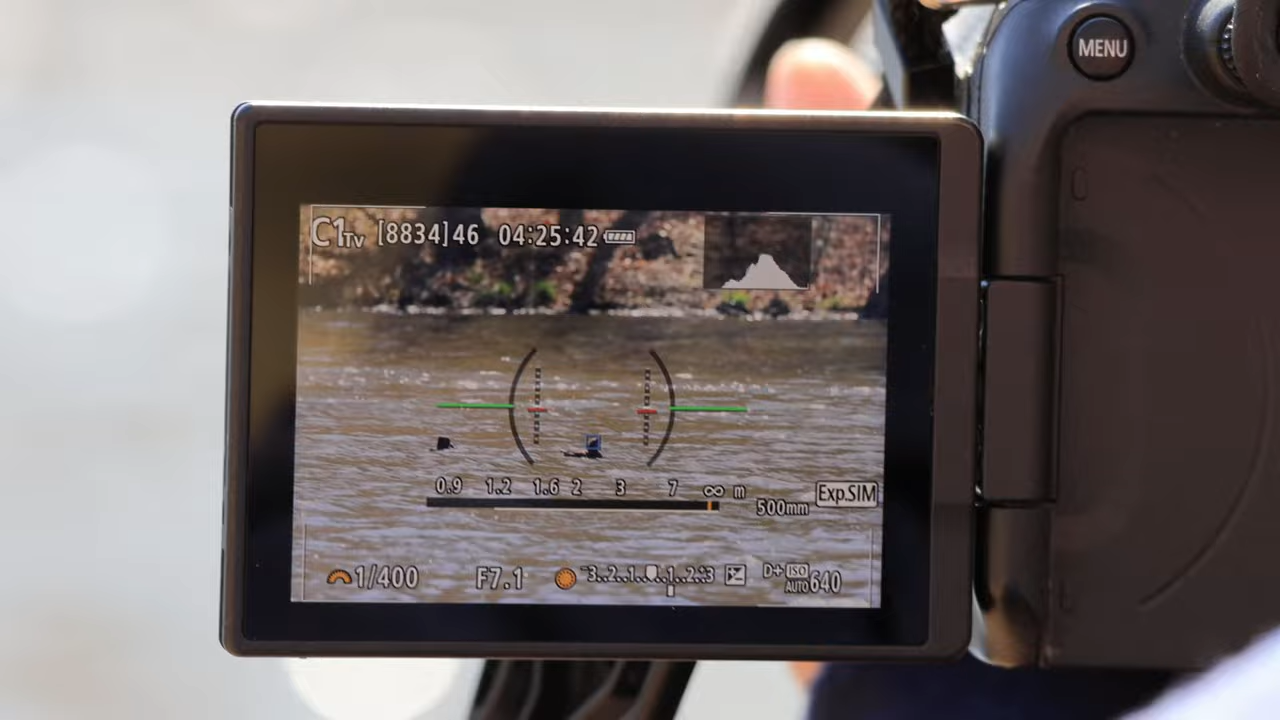 MENU
C1Tv [8834]46 04:25:42
0.9 1.2 1.6 2 3 7 ∞ m
500mm Exp.SIM
1/400 F7.1 -3..2..1..0..1..2..+3 D+ ISO AUTO 640